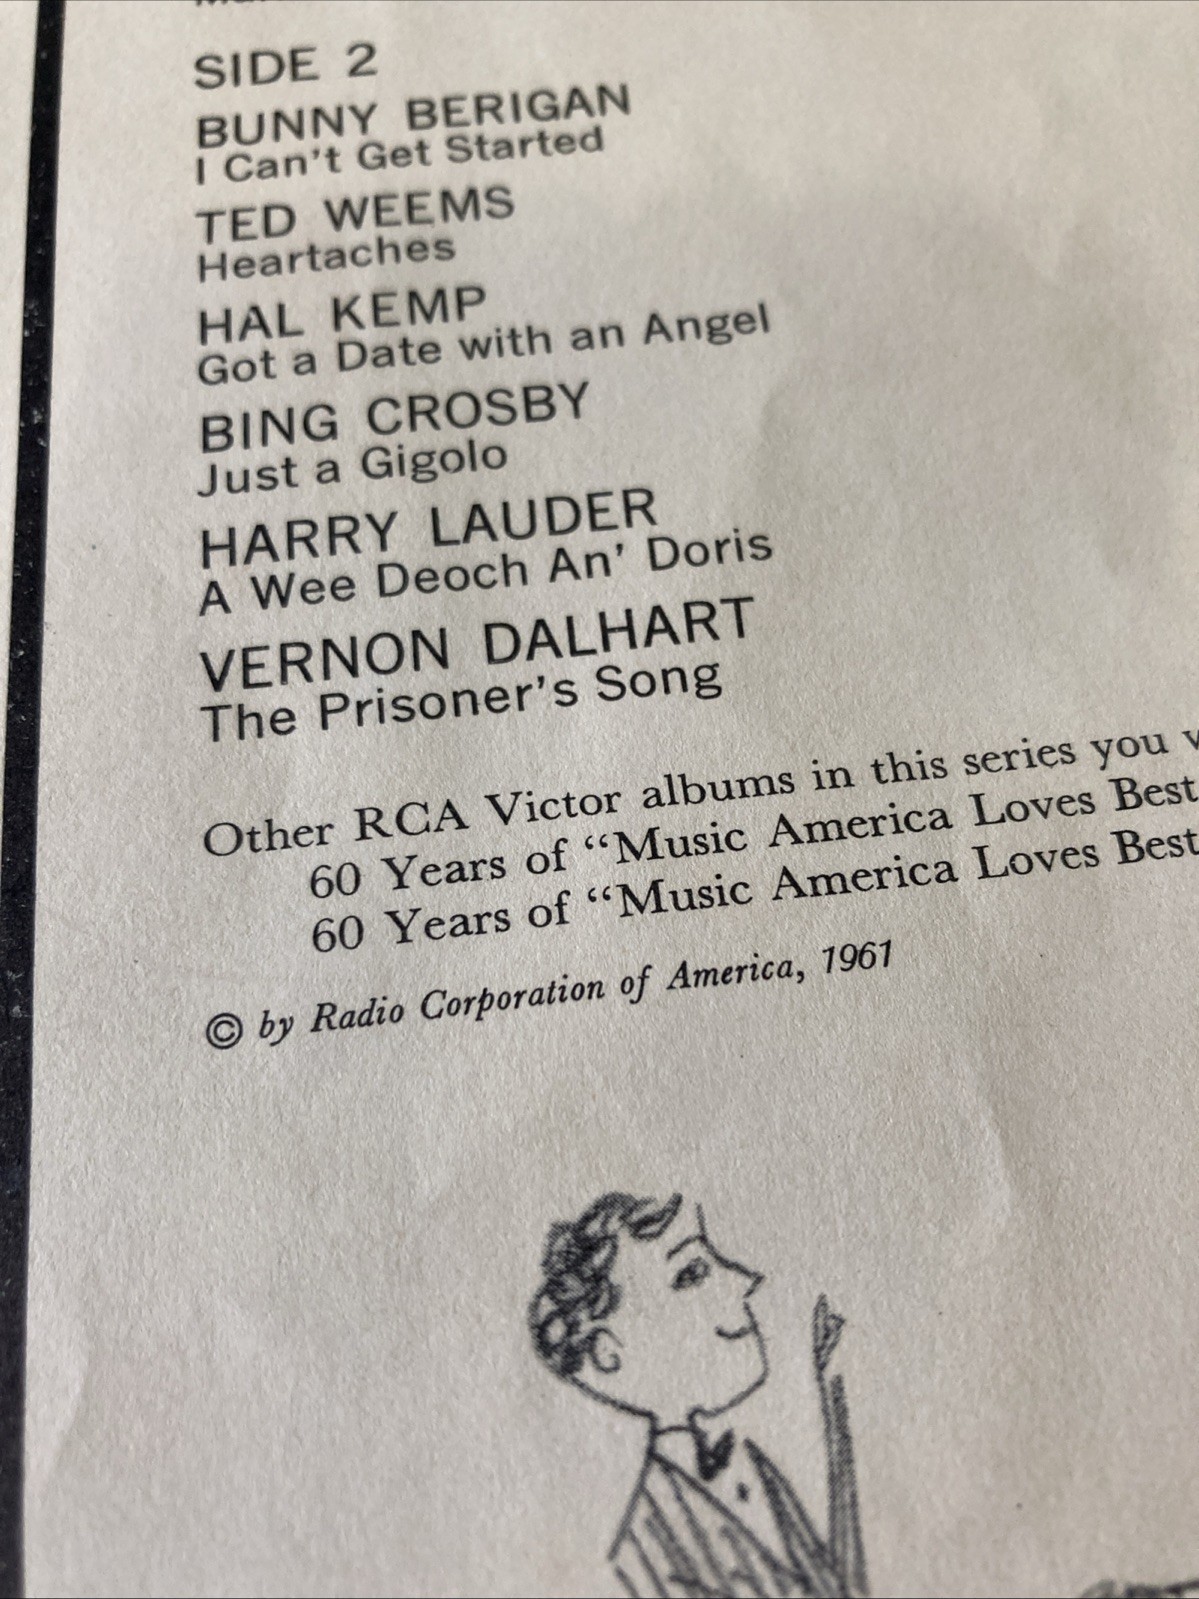 SIDE 2
BUNNY BERIGAN
I Can't Get Started
TED WEEMS
Heartaches
HAL KEMP
Got a Date with an Angel
BING CROSBY
Just a Gigolo
HARRY LAUDER
A Wee Deoch An' Doris
VERNON DALHART
The Prisoner's Song
Other RCA Victor albums in this series you
60 Years of “Music America Loves Best
60 Years of “Music America Loves Best
© by Radio Corporation of America, 1961